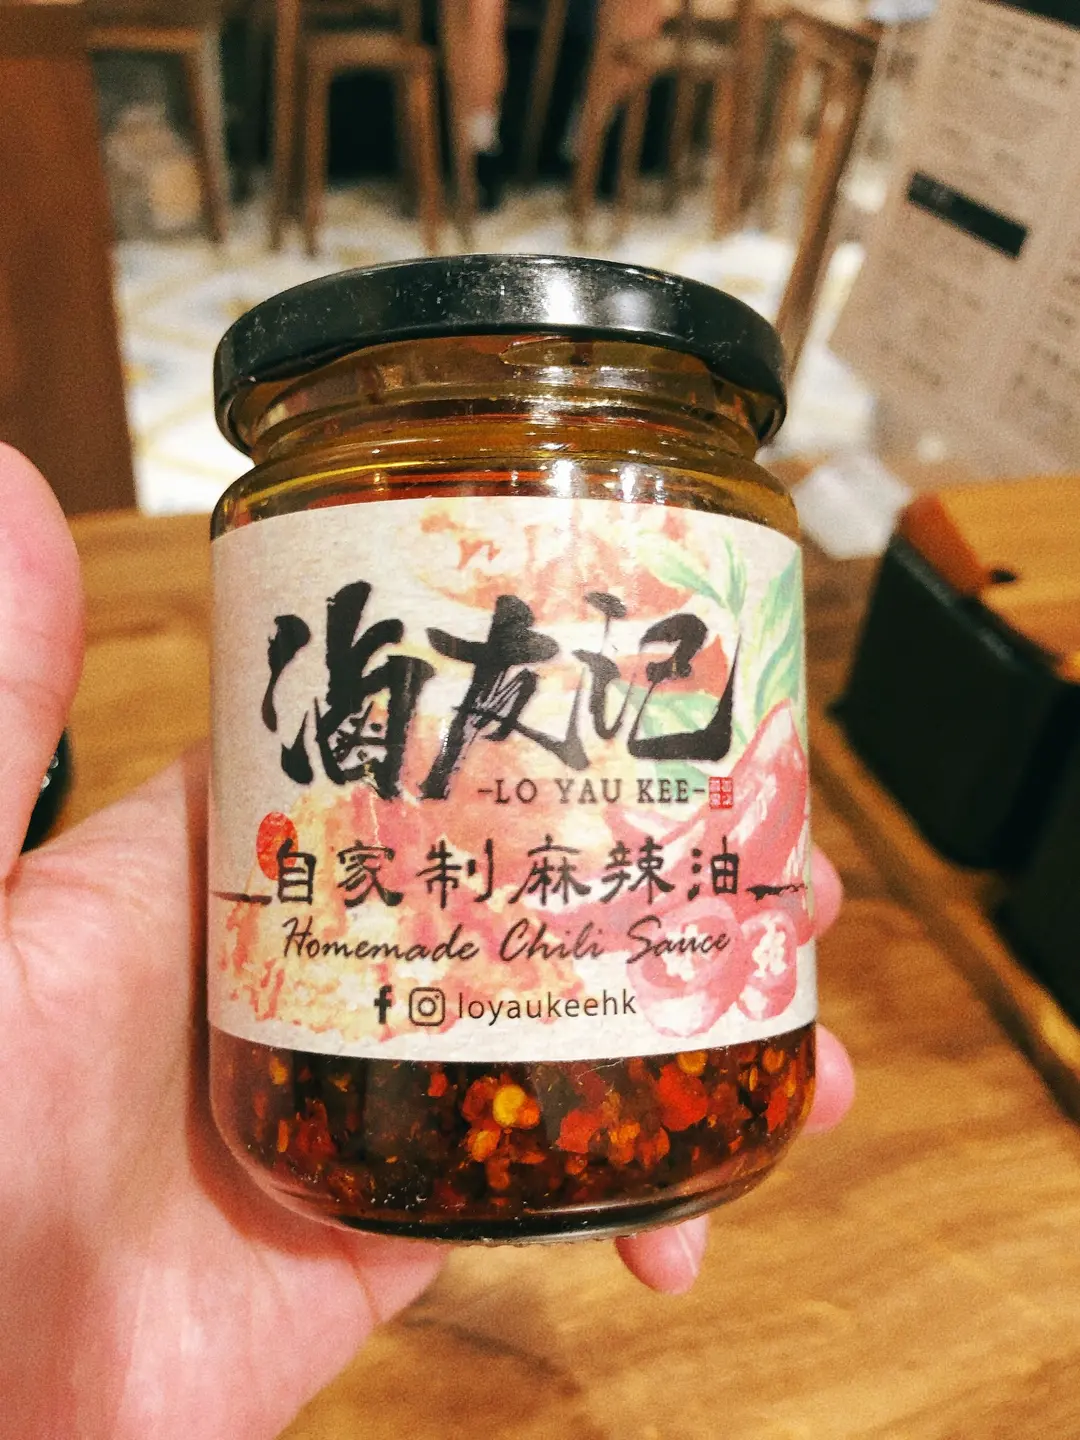 滷友記
-LO YAU KEE-
自家制麻辣油
Homemade Chili Sauce
loyaukeehk